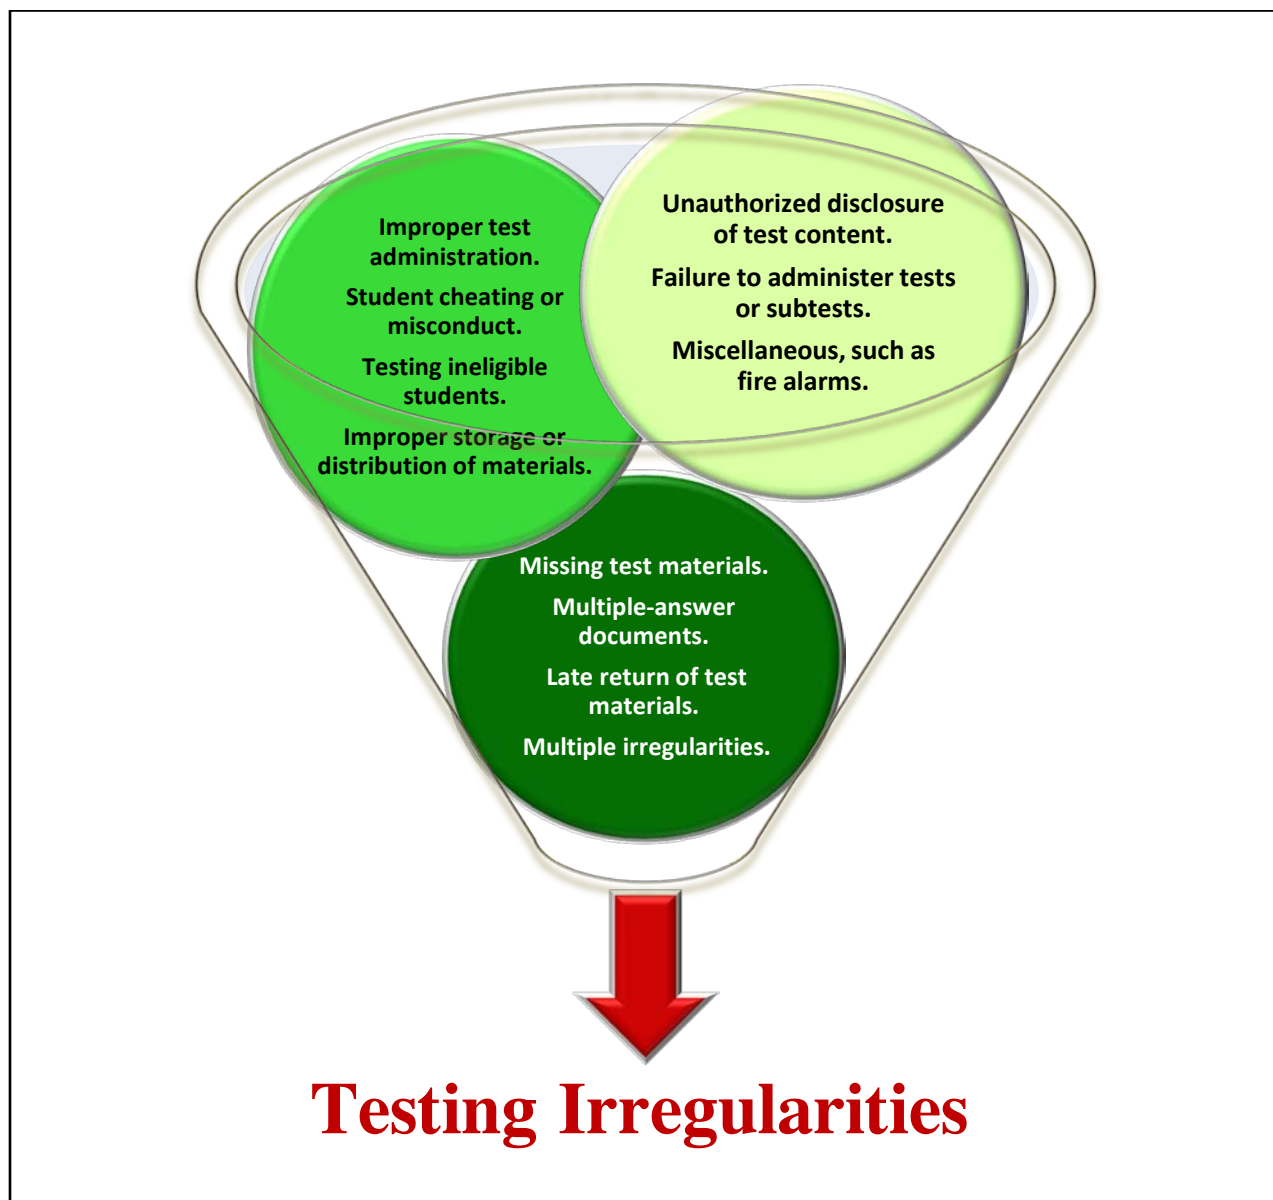 Improper test
administration.
Student cheating or
misconduct.
Testing ineligible
students.
Improper storage or
distribution of materials.
Unauthorized disclosure
of test content.
Failure to administer tests
or subtests.
Miscellaneous, such as
fire alarms.
Missing test materials.
Multiple-answer
documents.
Late return of test
materials.
Multiple irregularities.
Testing Irregularities